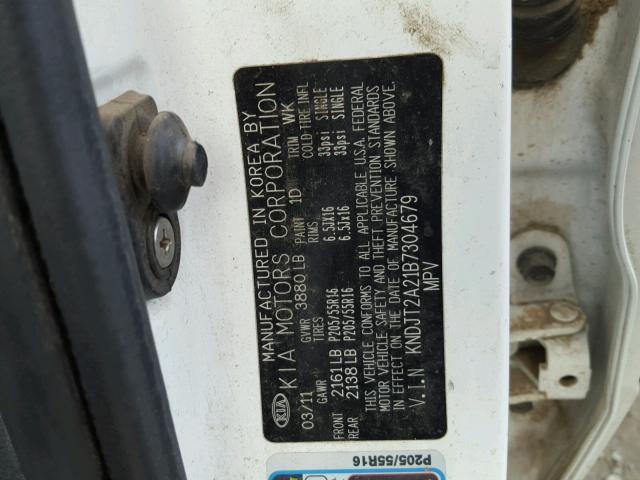 MANUFACTURED IN KOREA BY
KIA KIA MOTORS CORPORATION
03/11 GVWR 3880 LB PAINT 1D TRIM WK
GAWR TIRES RIMS COLD TIRE INFL
FRONT 2161 LB P205/55R16 6.5Jx16 33psi SINGLE
REAR 2138 LB P205/55R16 6.5Jx16 33psi SINGLE
THIS VEHICLE CONFORMS TO ALL APPLICABLE U.S.A. FEDERAL
MOTOR VEHICLE SAFETY AND THEFT PREVENTION STANDARDS
IN EFFECT ON THE DATE OF MANUFACTURE SHOWN ABOVE.
V.I.N KNDJT2A21B7304679
MPV
P205/55R16